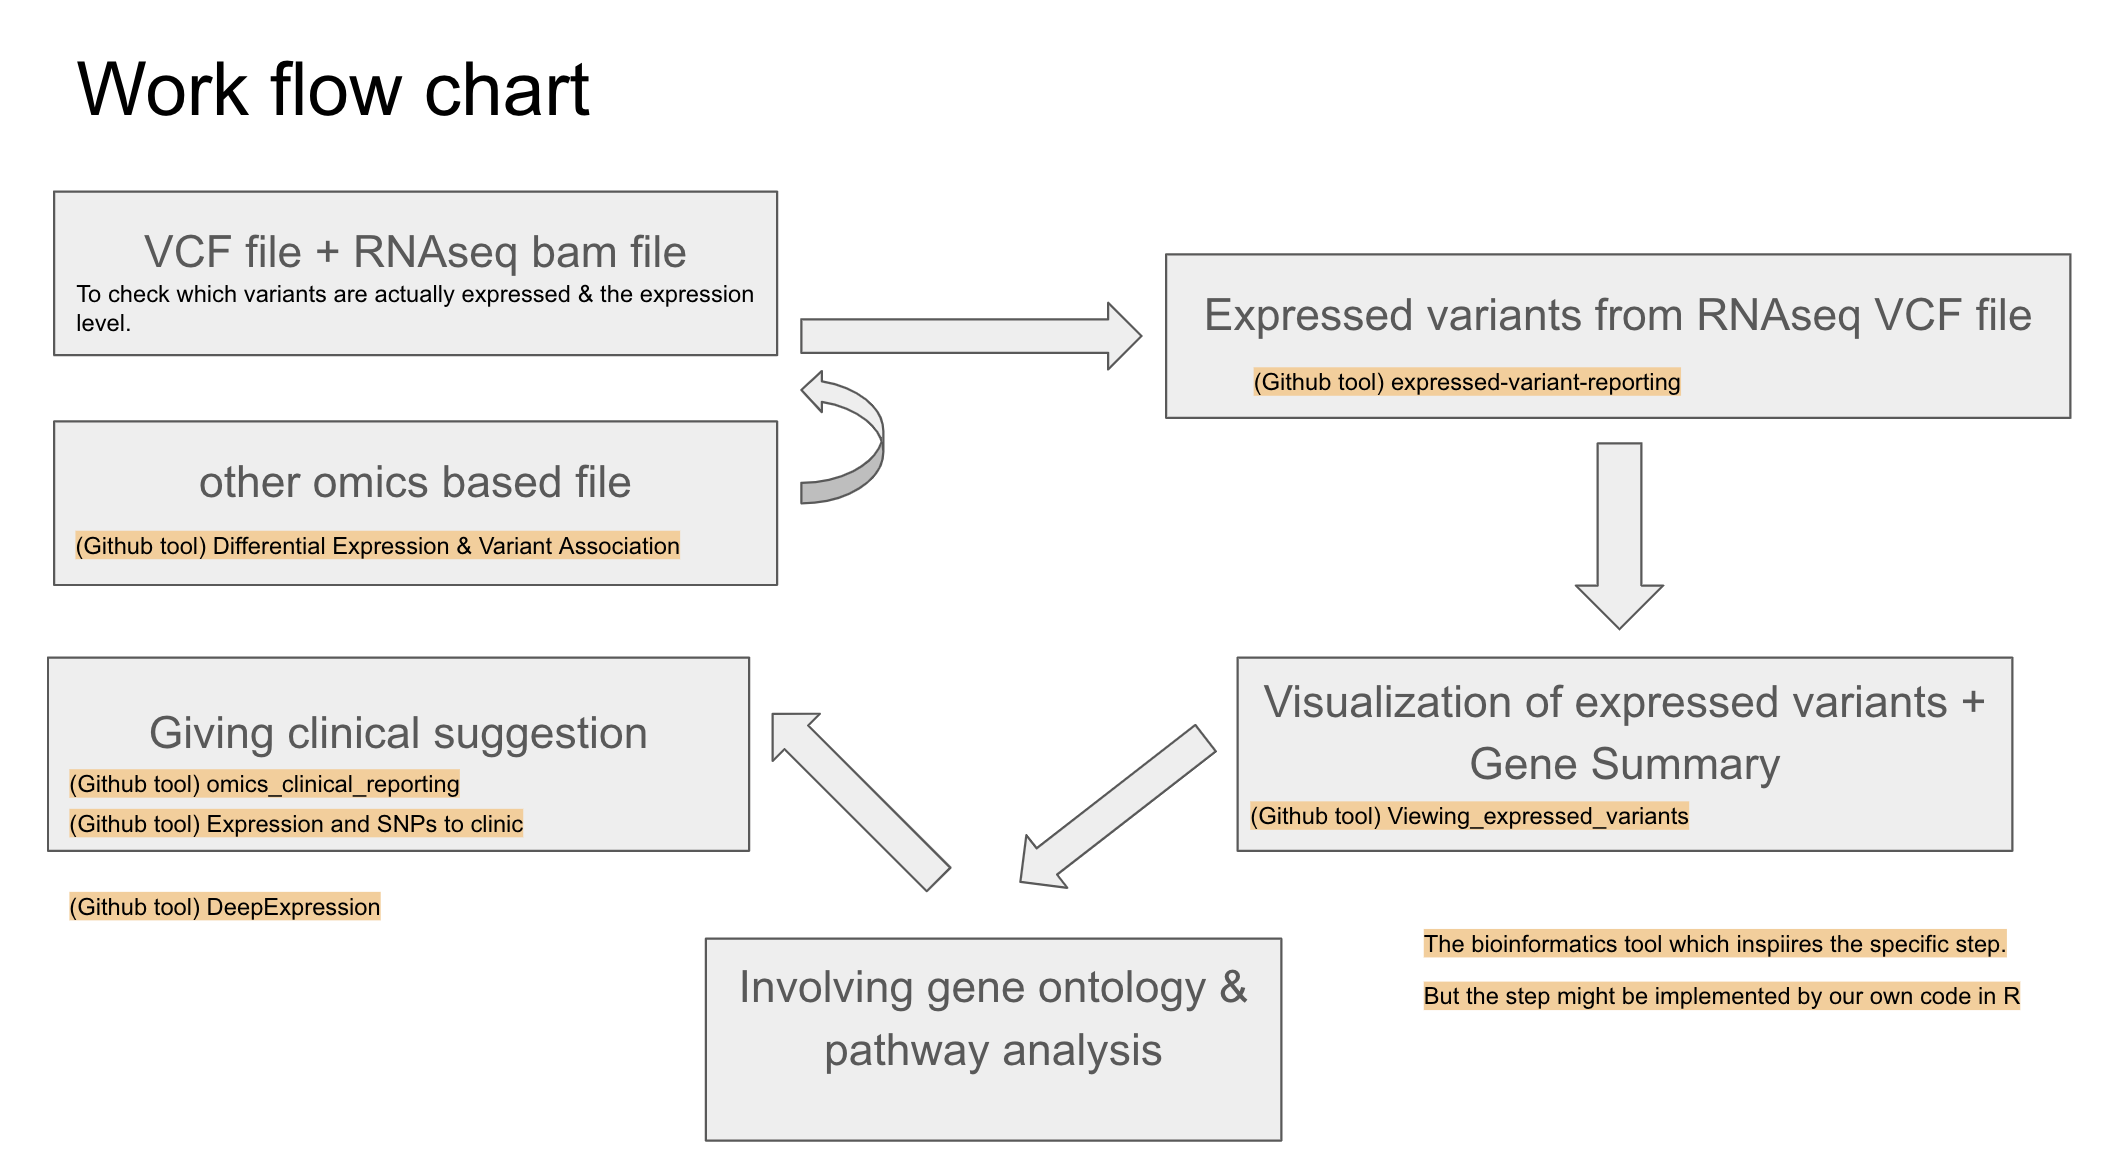 Work flow chart
VCF file + RNAseq bam file
To check which variants are actually expressed & the expression
level.
Expressed variants from RNAseq VCF file
(Github tool) expressed-variant-reporting
other omics based file
(Github tool) Differential Expression & Variant Association
Giving clinical suggestion
(Github tool) omics_clinical_reporting
(Github tool) Expression and SNPs to clinic
(Github tool) DeepExpression
Visualization of expressed variants +
Gene Summary
(Github tool) Viewing_expressed_variants
The bioinformatics tool which inspiires the specific step.
But the step might be implemented by our own code in R
Involving gene ontology &
pathway analysis